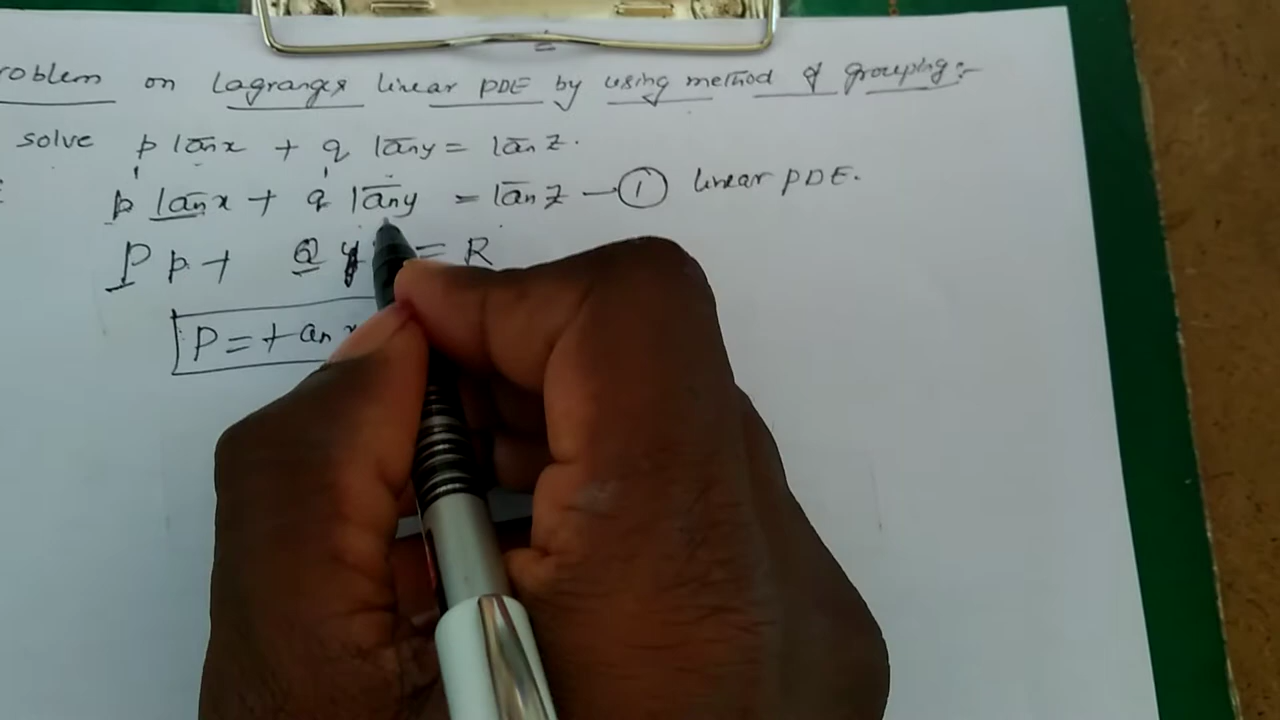 roblem on Lagranges linear PDE by using method of grouping:-
solve p tan x + q tan y = tan z.
p tan x + q tan y = tan z — ① linear PDE.
P p + Q = R
P = tan x